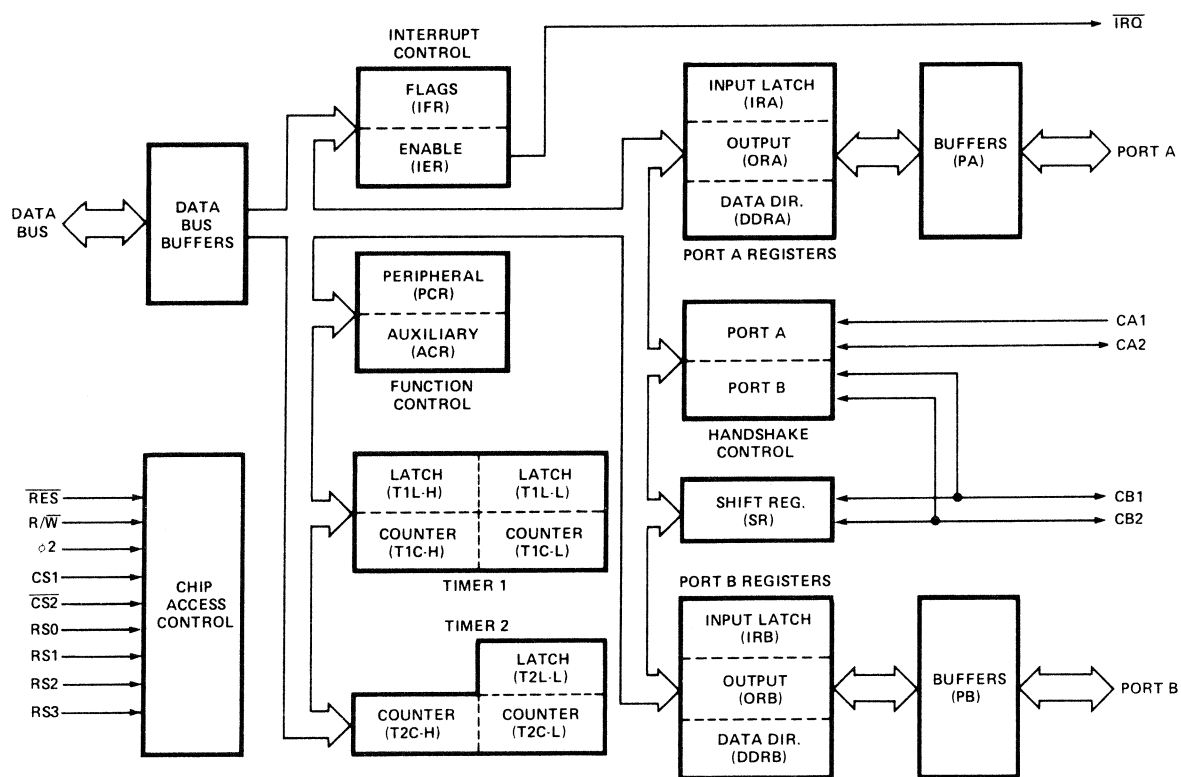 INTERRUPT
CONTROL
FLAGS
(IFR)
ENABLE
(IER)
IRQ
INPUT LATCH
(IRA)
OUTPUT
(ORA)
DATA DIR.
(DDRA)
PORT A REGISTERS
BUFFERS
(PA)
PORT A
DATA
BUS
DATA
BUS
BUFFERS
PERIPHERAL
(PCR)
AUXILIARY
(ACR)
FUNCTION
CONTROL
PORT A
PORT B
HANDSHAKE
CONTROL
CA1
CA2
LATCH
(T1L-H)
LATCH
(T1L-L)
COUNTER
(T1C-H)
COUNTER
(T1C-L)
TIMER 1
SHIFT REG.
(SR)
CB1
CB2
RES
R/W
φ2
CS1
CS2
RS0
RS1
RS2
RS3
CHIP
ACCESS
CONTROL
TIMER 2
LATCH
(T2L-L)
COUNTER
(T2C-H)
COUNTER
(T2C-L)
PORT B REGISTERS
INPUT LATCH
(IRB)
OUTPUT
(ORB)
DATA DIR.
(DDRB)
BUFFERS
(PB)
PORT B